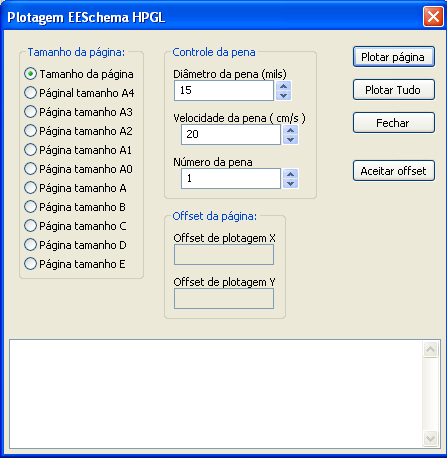 Plotagem EESchema HPGL
Tamanho da página:
Tamanho da página
Páginal tamanho A4
Página tamanho A3
Página tamanho A2
Página tamanho A1
Página tamanho A0
Página tamanho A
Página tamanho B
Página tamanho C
Página tamanho D
Página tamanho E
Controle da pena
Diâmetro da pena (mils)
15
Velocidade da pena ( cm/s )
20
Número da pena
1
Offset da página:
Offset de plotagem X
Offset de plotagem Y
Plotar página
Plotar Tudo
Fechar
Aceitar offset